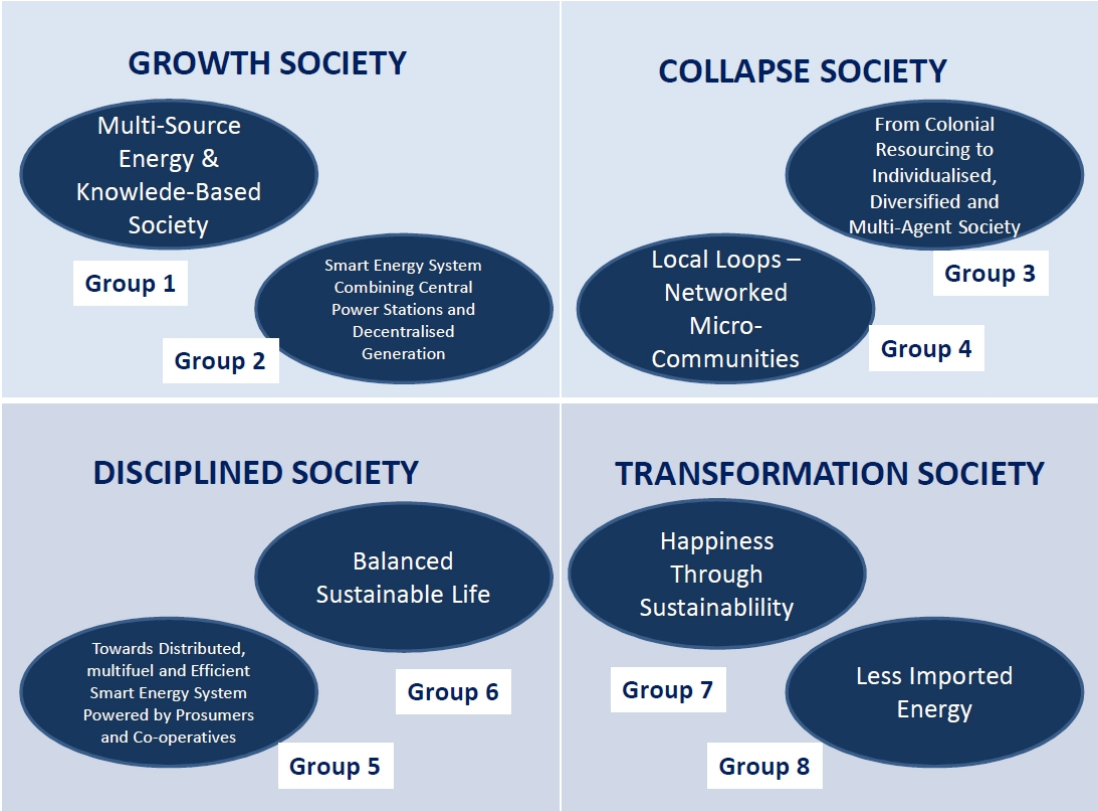 GROWTH SOCIETY
Multi-Source
Energy &
Knowlede-Based
Society
Group 1
Smart Energy System
Combining Central
Power Stations and
Decentralised
Generation
Group 2
COLLAPSE SOCIETY
From Colonial
Resourcing to
Individualised,
Diversified and
Multi-Agent Society
Group 3
Local Loops –
Networked
Micro-
Communities
Group 4
DISCIPLINED SOCIETY
Balanced
Sustainable Life
Group 6
Towards Distributed,
multifuel and Efficient
Smart Energy System
Powered by Prosumers
and Co-operatives
Group 5
TRANSFORMATION SOCIETY
Happiness
Through
Sustainablility
Group 7
Less Imported
Energy
Group 8